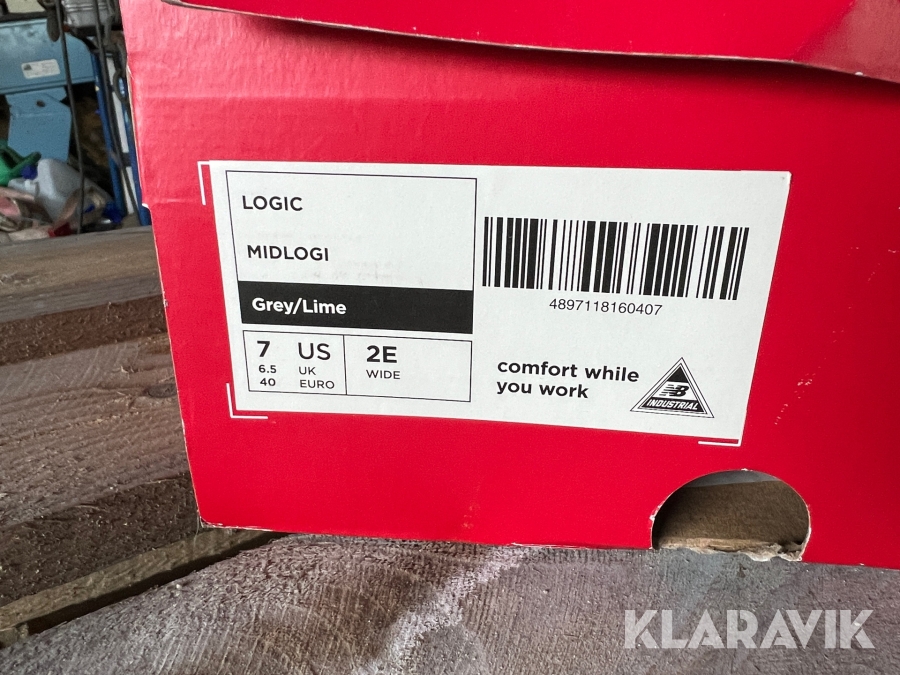 LOGIC
MIDLOGI
Grey/Lime
7 US
6.5 UK
40 EURO
2E
WIDE
4897118160407
comfort while
you work
NB
INDUSTRIAL
KLARAVIK